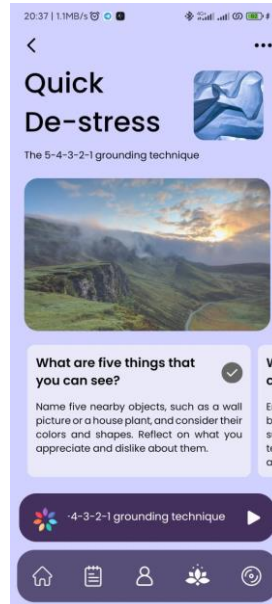 20:37 | 1.1MB/s
Quick
De-stress
The 5-4-3-2-1 grounding technique
What are five things that
you can see?
Name five nearby objects, such as a wall
picture or a house plant, and consider their
colors and shapes. Reflect on what you
appreciate and dislike about them.
·4-3-2-1 grounding technique